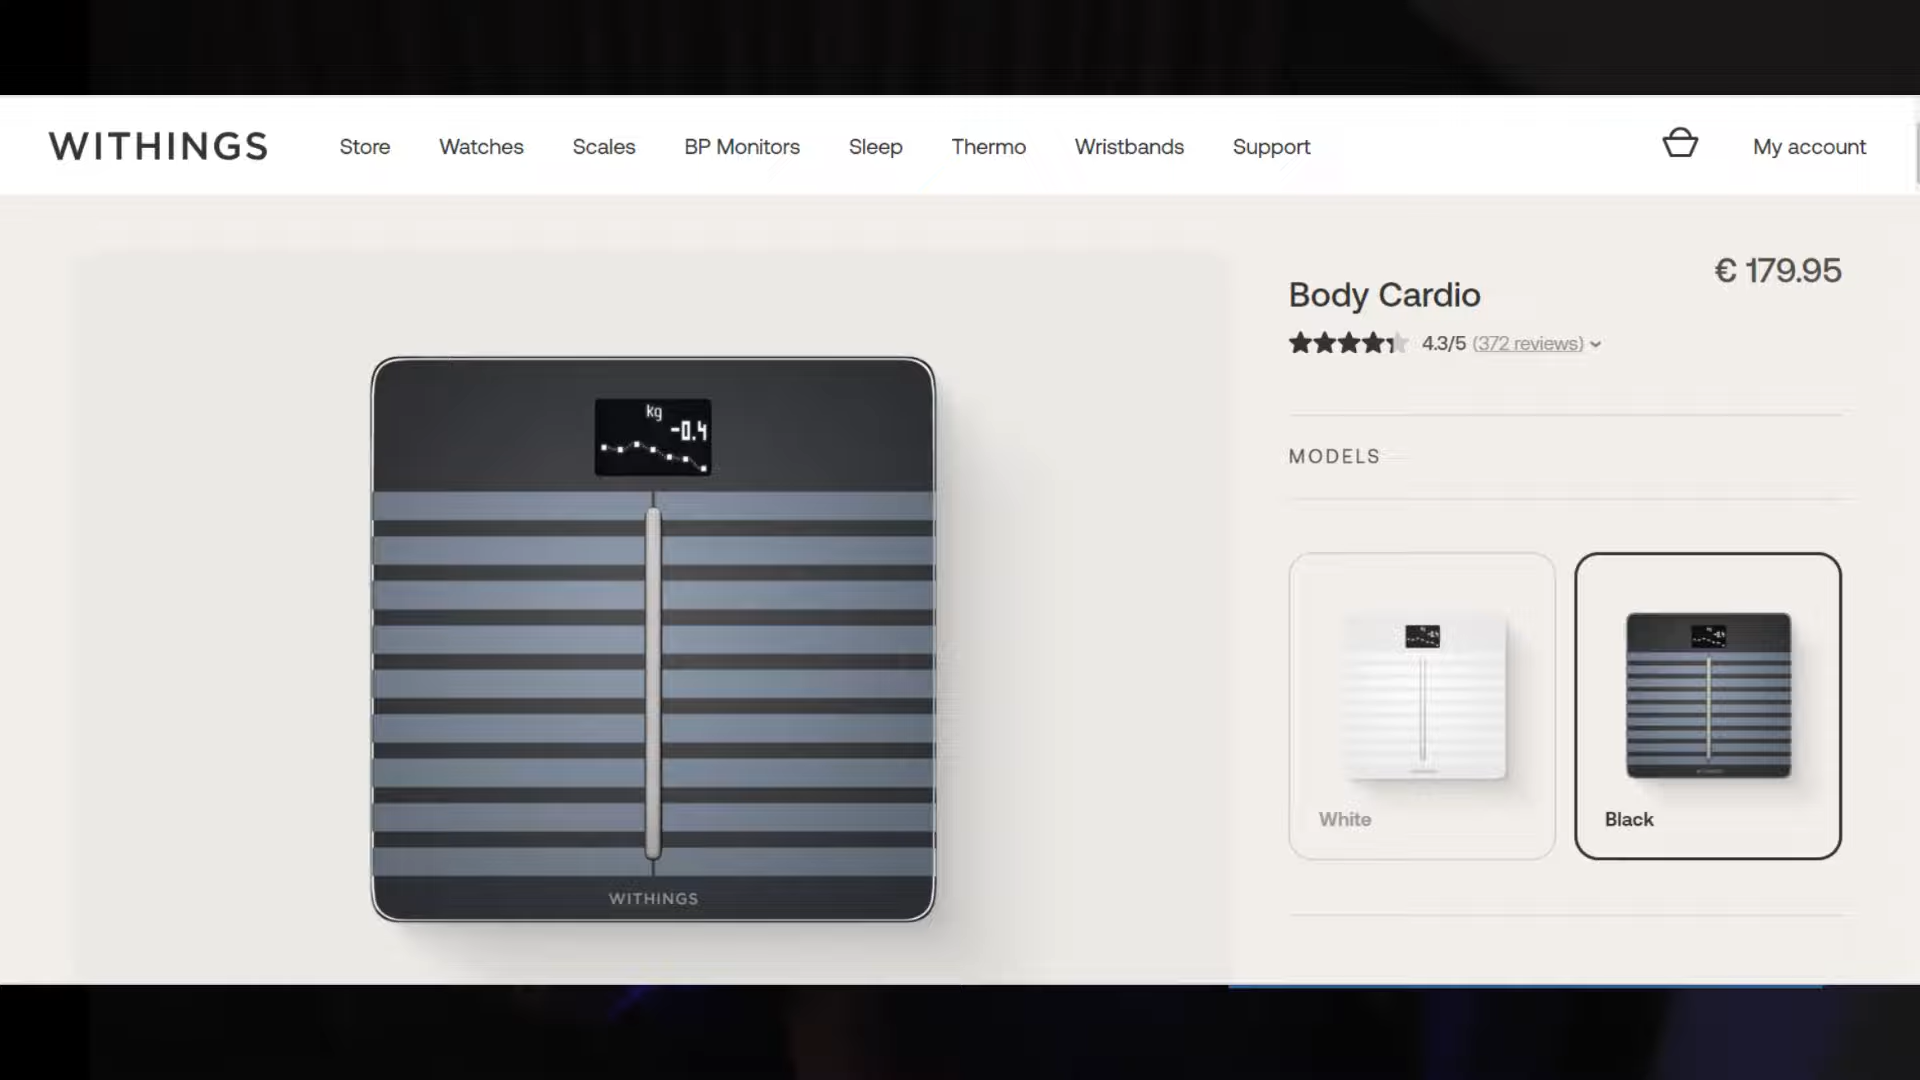 WITHINGS
Store
Watches
Scales
BP Monitors
Sleep
Thermo
Wristbands
Support
My account
€ 179.95
Body Cardio
4.3/5 (372 reviews)
MODELS
kg
-0.4
WITHINGS
White
Black